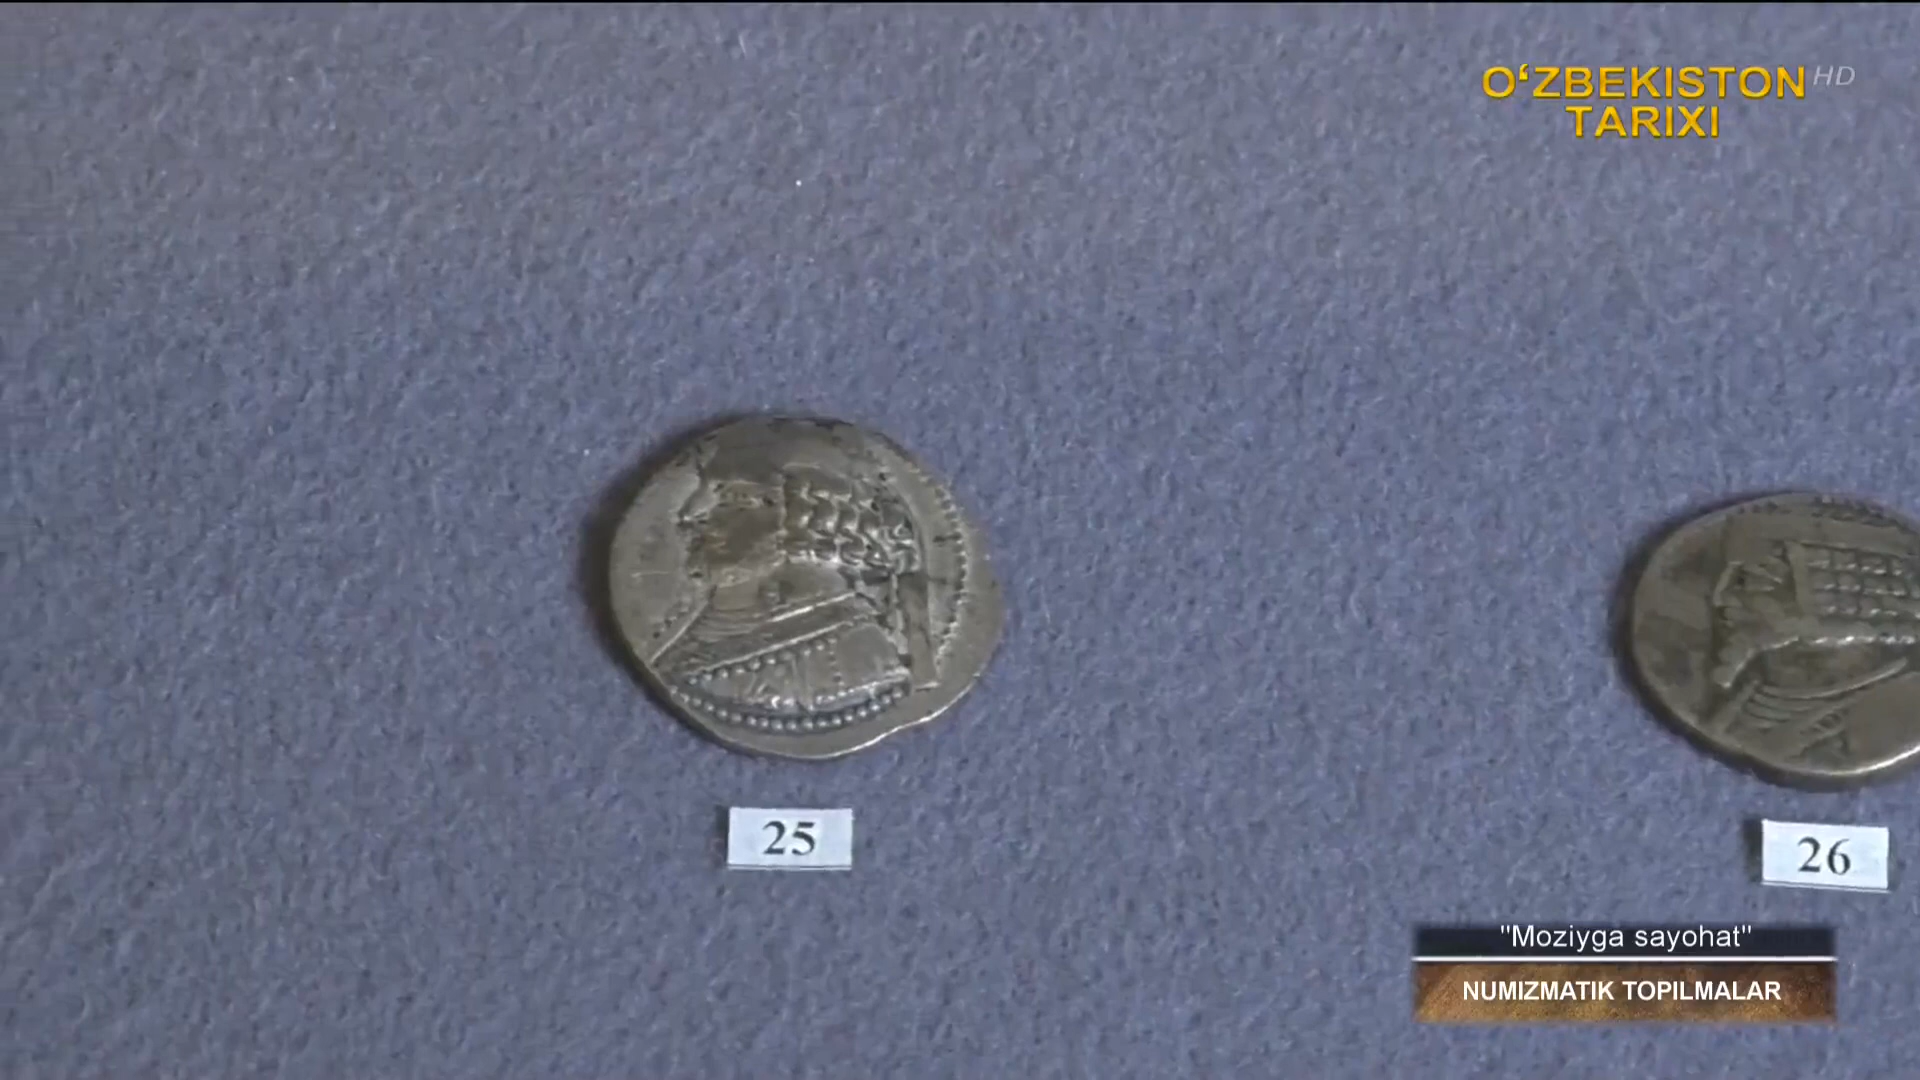 O‘ZBEKISTON HD
TARIXI
25
26
"Moziyga sayohat"
NUMIZMATIK TOPILMALAR